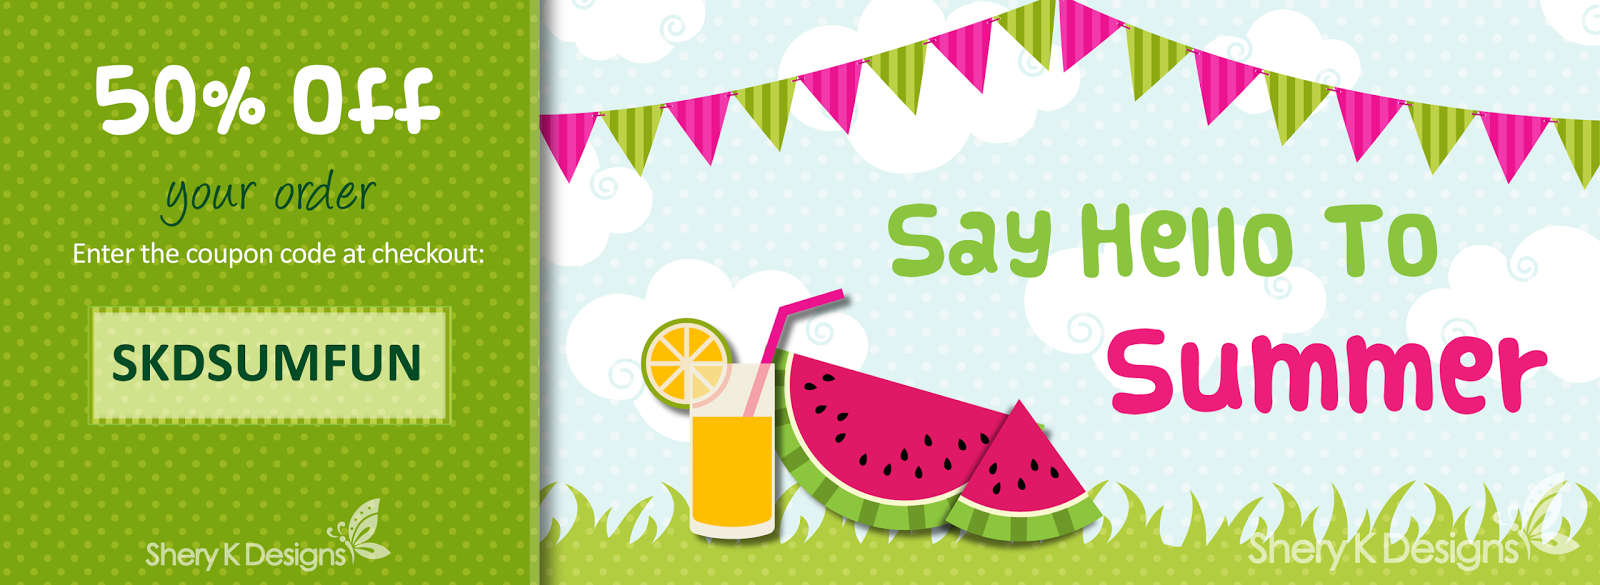 50% Off
your order
Enter the coupon code at checkout:
SKDSUMFUN
Shery K Designs
Say Hello To
Summer
Shery K Designs